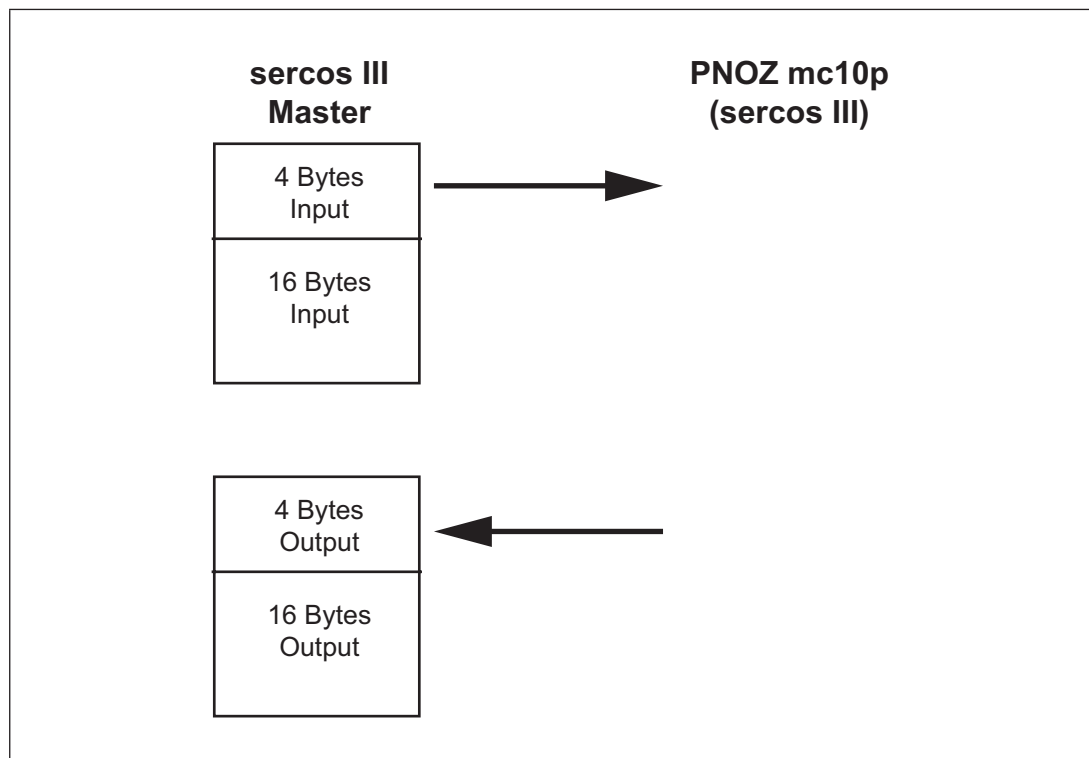 sercos III
Master
PNOZ mc10p
(sercos III)
4 Bytes
Input
16 Bytes
Input
4 Bytes
Output
16 Bytes
Output